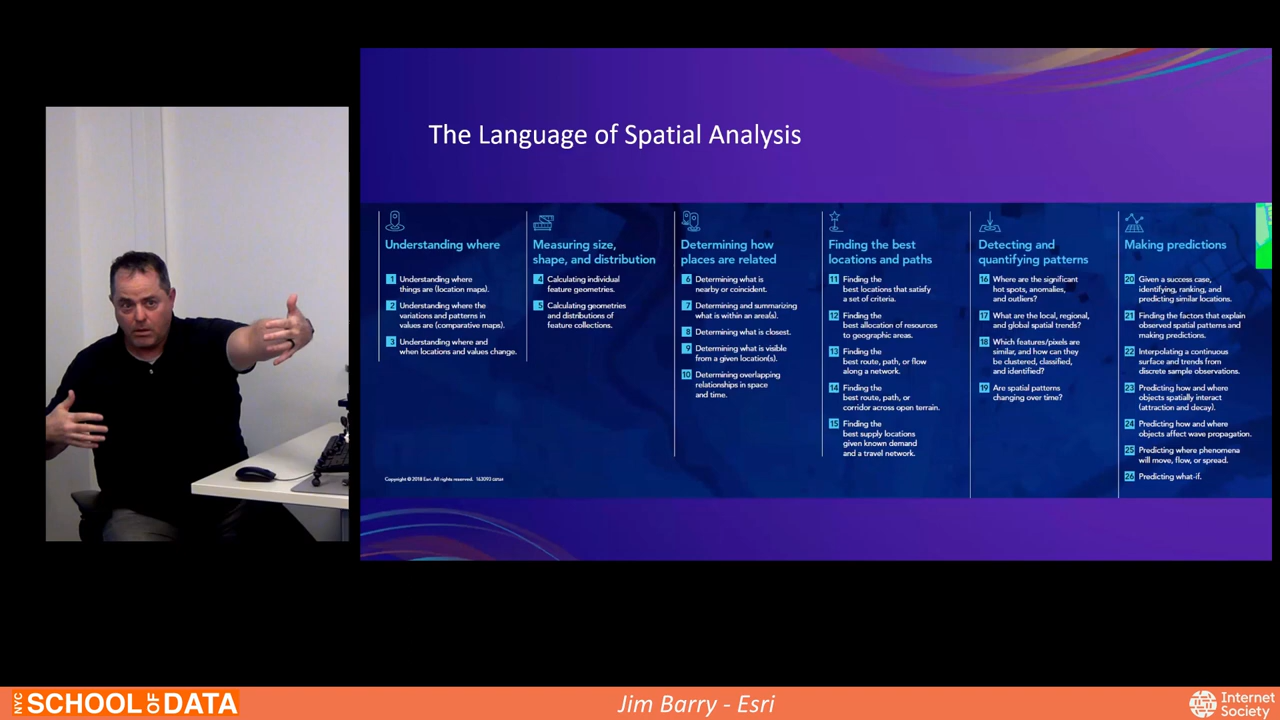 The Language of Spatial Analysis
Understanding where
1 Understanding where
things are (location maps).
2 Understanding where the
variations and patterns in
values are (comparative maps).
3 Understanding where and
when locations and values change.
Measuring size,
shape, and distribution
4 Calculating individual
feature geometries.
5 Calculating geometries
and distributions of
feature collections.
Determining how
places are related
6 Determining what is
nearby or coincident.
7 Determining and summarizing
what is within an area(s).
8 Determining what is closest.
9 Determining what is visible
from a given location(s).
10 Determining overlapping
relationships in space
and time.
Finding the best
locations and paths
11 Finding the
best locations that satisfy
a set of criteria.
12 Finding the
best allocation of resources
to geographic areas.
13 Finding the
best route, path, or flow
along a network.
14 Finding the
best route, path, or
corridor across open terrain.
15 Finding the
best supply locations
given known demand
and a travel network.
Detecting and
quantifying patterns
16 Where are the significant
hot spots, anomalies,
and outliers?
17 What are the local, regional,
and global spatial trends?
18 Which features/pixels are
similar, and how can they
be clustered, classified,
and identified?
19 Are spatial patterns
changing over time?
Making predictions
20 Given a success case,
identifying, ranking, and
predicting similar locations.
21 Finding the factors that explain
observed spatial patterns and
making predictions.
22 Interpolating a continuous
surface and trends from
discrete sample observations.
23 Predicting how and where
objects spatially interact
(attraction and decay).
24 Predicting how and where
objects affect wave propagation.
25 Predicting where phenomena
will move, flow, or spread.
26 Predicting what-if.
Copyright © 2018 Esri. All rights reserved.
NYC SCHOOL OF DATA
Jim Barry - Esri
Internet
Society